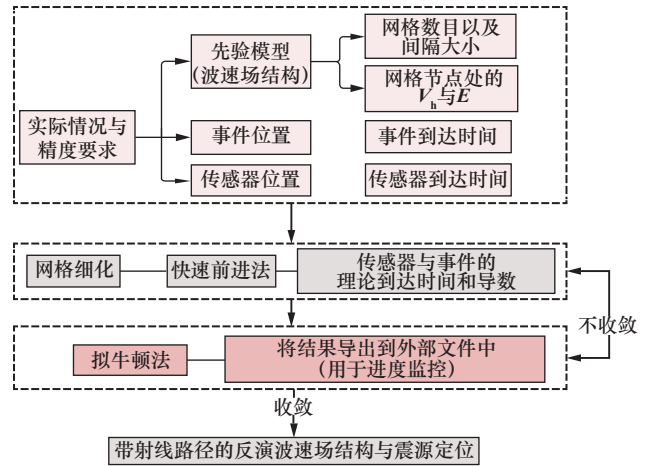 先验模型
(波速场结构)
网格数目以及
间隔大小
网格节点处的
Vh与E
实际情况与
精度要求
事件位置
事件到达时间
传感器位置
传感器到达时间
网格细化
快速前进法
传感器与事件的
理论到达时间和导数
不收敛
拟牛顿法
将结果导出到外部文件中
(用于进度监控)
收敛
带射线路径的反演波速场结构与震源定位